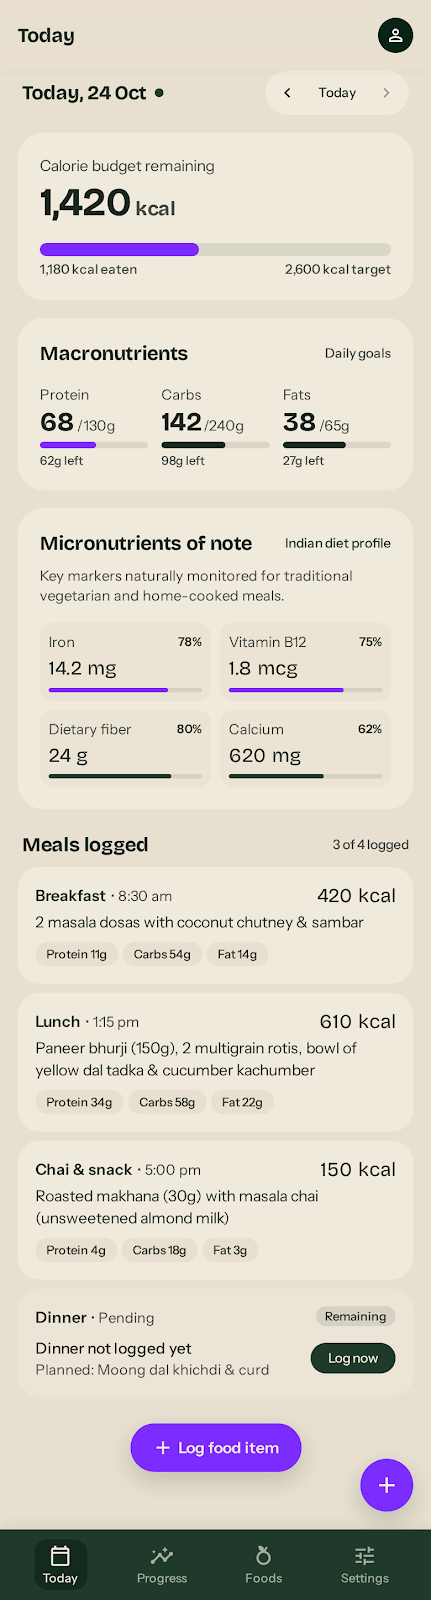 Today
Today, 24 Oct
Today
Calorie budget remaining
1,420 kcal
1,180 kcal eaten
2,600 kcal target
Macronutrients
Daily goals
Protein
68 /130g
62g left
Carbs
142 /240g
98g left
Fats
38 /65g
27g left
Micronutrients of note
Indian diet profile
Key markers naturally monitored for traditional
vegetarian and home-cooked meals.
Iron
78%
14.2 mg
Vitamin B12
75%
1.8 mcg
Dietary fiber
80%
24 g
Calcium
62%
620 mg
Meals logged
3 of 4 logged
Breakfast · 8:30 am
420 kcal
2 masala dosas with coconut chutney & sambar
Protein 11g
Carbs 54g
Fat 14g
Lunch · 1:15 pm
610 kcal
Paneer bhurji (150g), 2 multigrain rotis, bowl of
yellow dal tadka & cucumber kachumber
Protein 34g
Carbs 58g
Fat 22g
Chai & snack · 5:00 pm
150 kcal
Roasted makhana (30g) with masala chai
(unsweetened almond milk)
Protein 4g
Carbs 18g
Fat 3g
Dinner · Pending
Remaining
Dinner not logged yet
Planned: Moong dal khichdi & curd
Log now
+ Log food item
+
Today
Progress
Foods
Settings